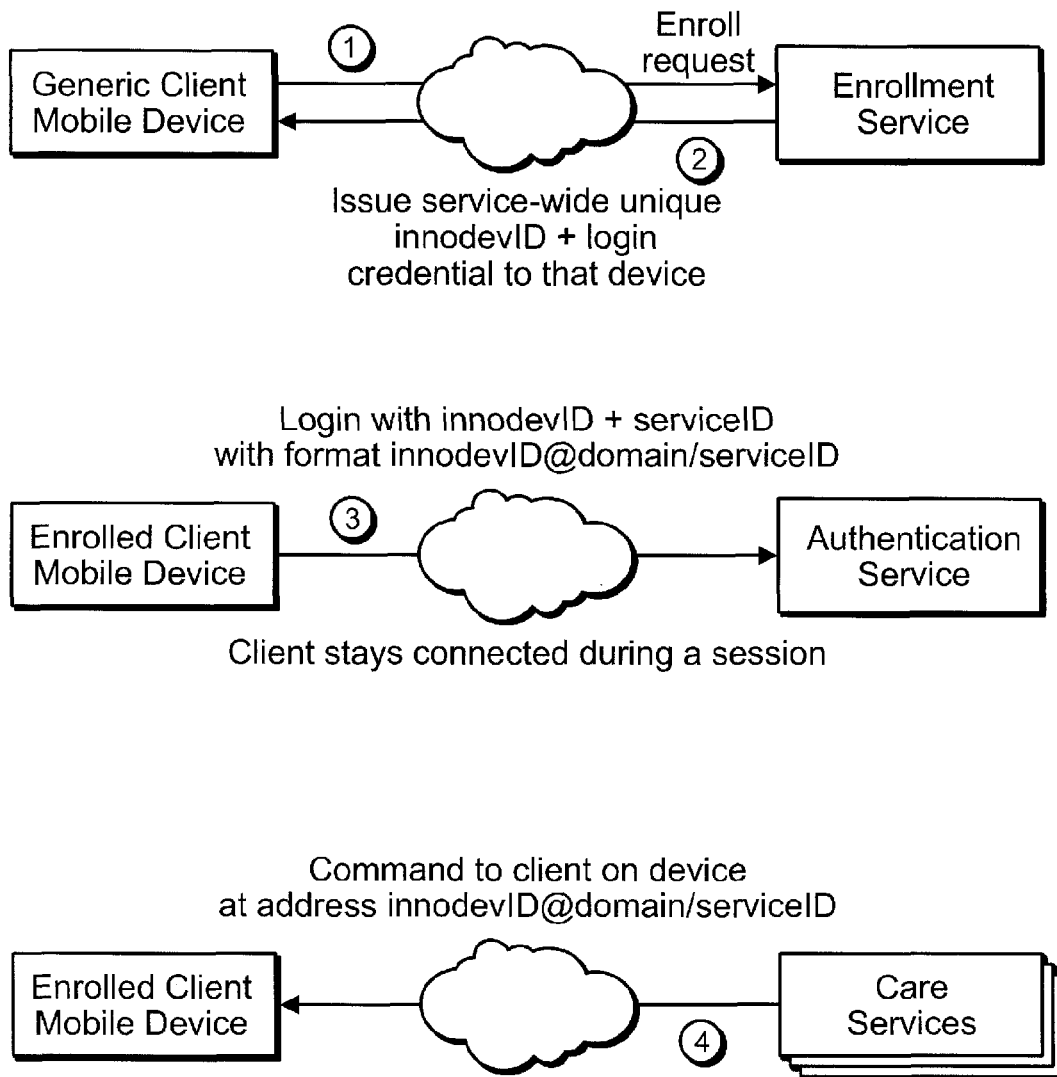 1
Enroll
request
Generic Client
Mobile Device
Enrollment
Service
2
Issue service-wide unique
innodevID + login
credential to that device
Login with innodevID + serviceID
with format innodevID@domain/serviceID
Enrolled Client
Mobile Device
3
Authentication
Service
Client stays connected during a session
Command to client on device
at address innodevID@domain/serviceID
Enrolled Client
Mobile Device
4
Care
Services